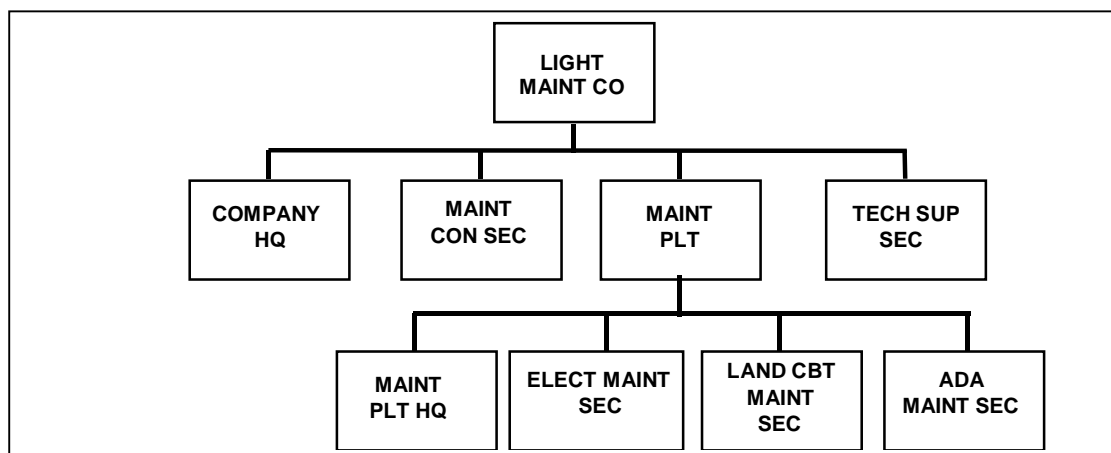 LIGHT
MAINT CO
COMPANY
HQ
MAINT
CON SEC
MAINT
PLT
TECH SUP
SEC
MAINT
PLT HQ
ELECT MAINT
SEC
LAND CBT
MAINT
SEC
ADA
MAINT SEC